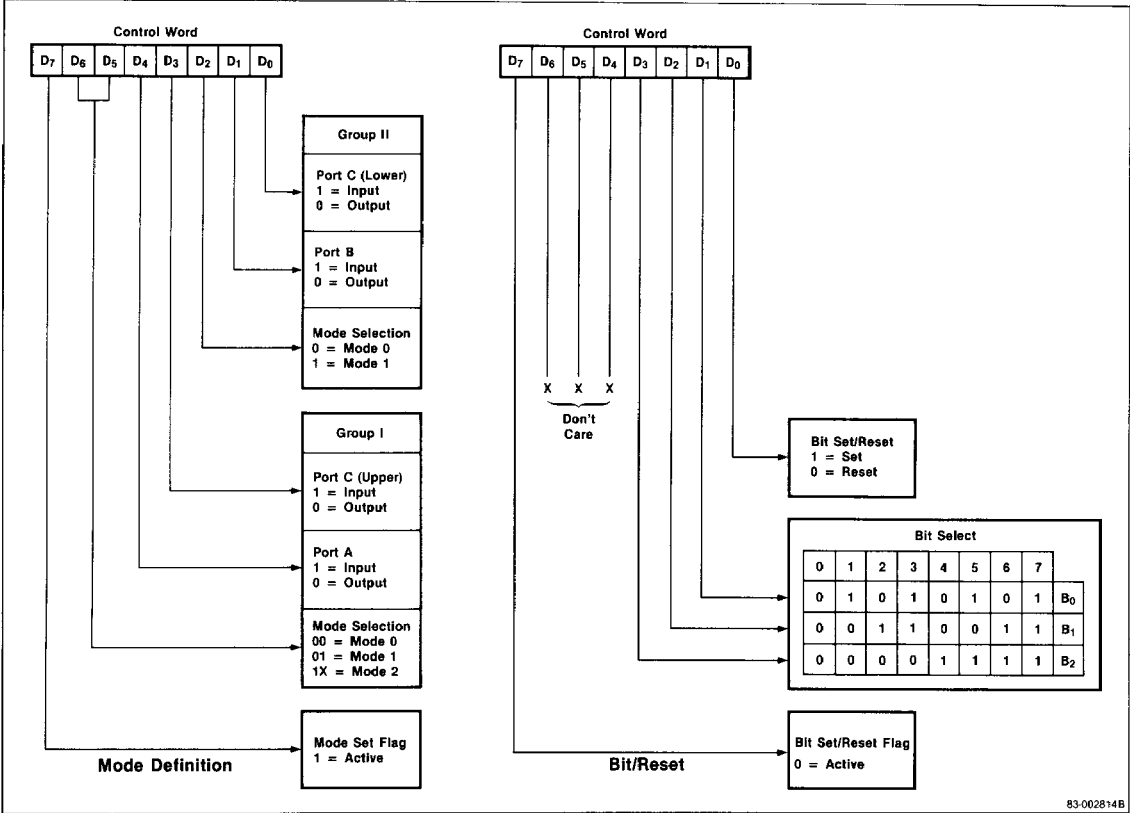 Control Word
D7 D6 D5 D4 D3 D2 D1 D0
Group II
Port C (Lower)
1 = Input
0 = Output
Port B
1 = Input
0 = Output
Mode Selection
0 = Mode 0
1 = Mode 1
Group I
Port C (Upper)
1 = Input
0 = Output
Port A
1 = Input
0 = Output
Mode Selection
00 = Mode 0
01 = Mode 1
1X = Mode 2
Mode Set Flag
1 = Active
Mode Definition
Control Word
D7 D6 D5 D4 D3 D2 D1 D0
X X X
Don't
Care
Bit Set/Reset
1 = Set
0 = Reset
Bit Select
0 1 2 3 4 5 6 7
0 1 0 1 0 1 0 1 B0
0 0 1 1 0 0 1 1 B1
0 0 0 0 1 1 1 1 B2
Bit Set/Reset Flag
0 = Active
Bit/Reset
83-002814B